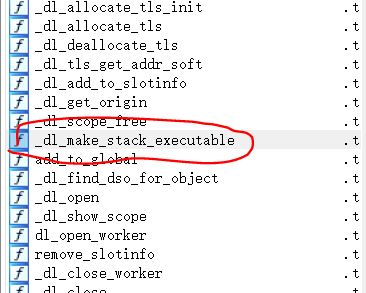 f _dl_allocate_tls_init .t
f _dl_allocate_tls .t
f _dl_deallocate_tls .t
f _dl_tls_get_addr_soft .t
f _dl_add_to_slotinfo .t
f _dl_get_origin .t
f _dl_scope_free .t
f _dl_make_stack_executable .t
f add_to_global .t
f _dl_find_dso_for_object .t
f _dl_open .t
f _dl_show_scope .t
f dl_open_worker .t
f remove_slotinfo .t
f _dl_close_worker .t
f _dl_close .t